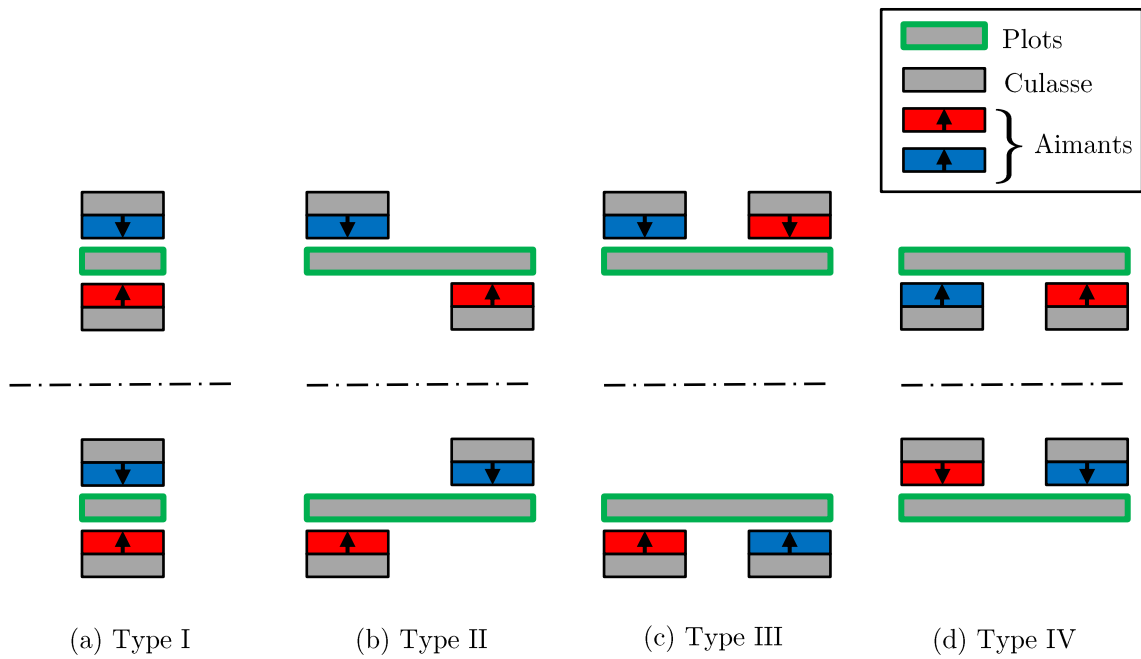 Plots
Culasse
Aimants
(a) Type I
(b) Type II
(c) Type III
(d) Type IV